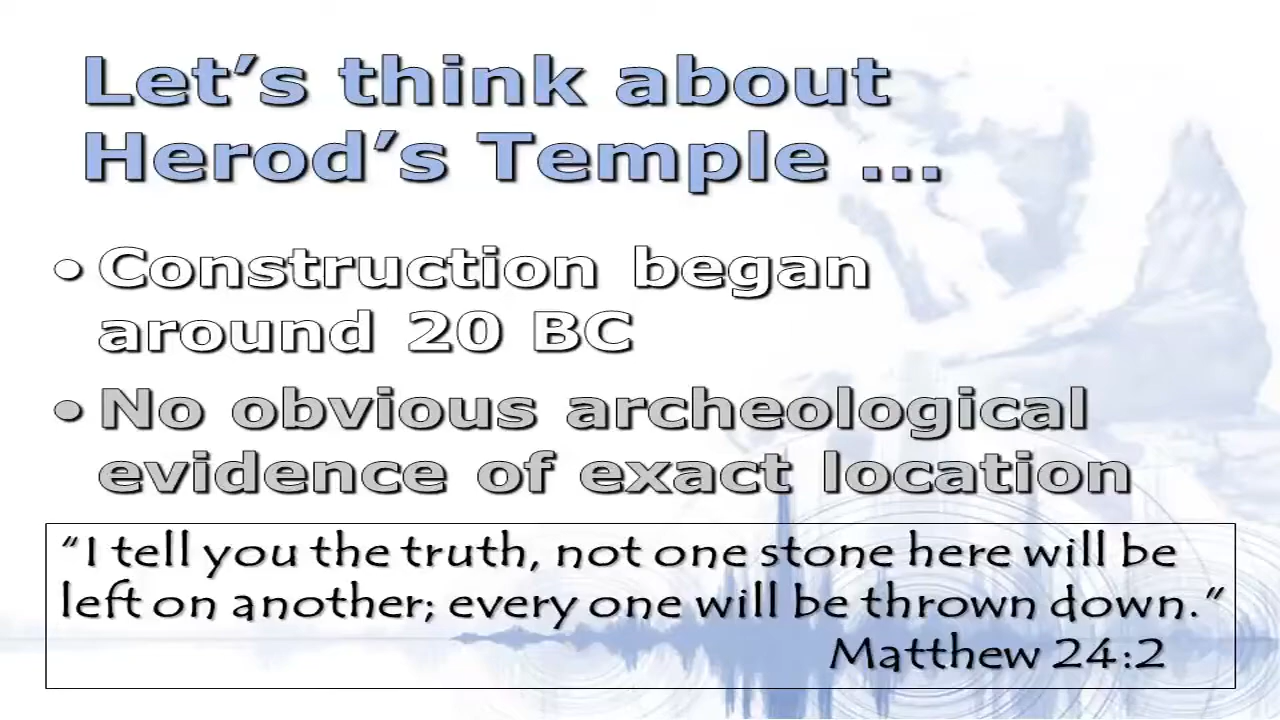 Let’s think about
Herod’s Temple ...
• Construction began
around 20 BC
• No obvious archeological
evidence of exact location
“I tell you the truth, not one stone here will be
left on another; every one will be thrown down.”
Matthew 24:2